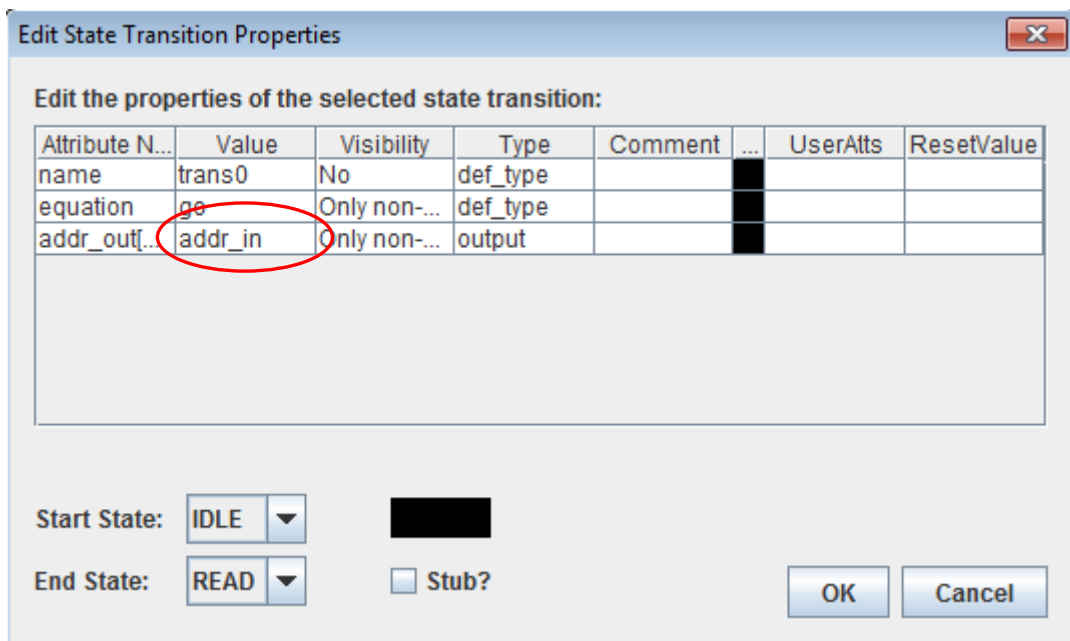 Edit State Transition Properties
Edit the properties of the selected state transition:
Attribute N... Value Visibility Type Comment ... UserAtts ResetValue
name trans0 No def_type
equation go Only non-... def_type
addr_out[... addr_in Only non-... output
Start State: IDLE
End State: READ Stub?
OK Cancel